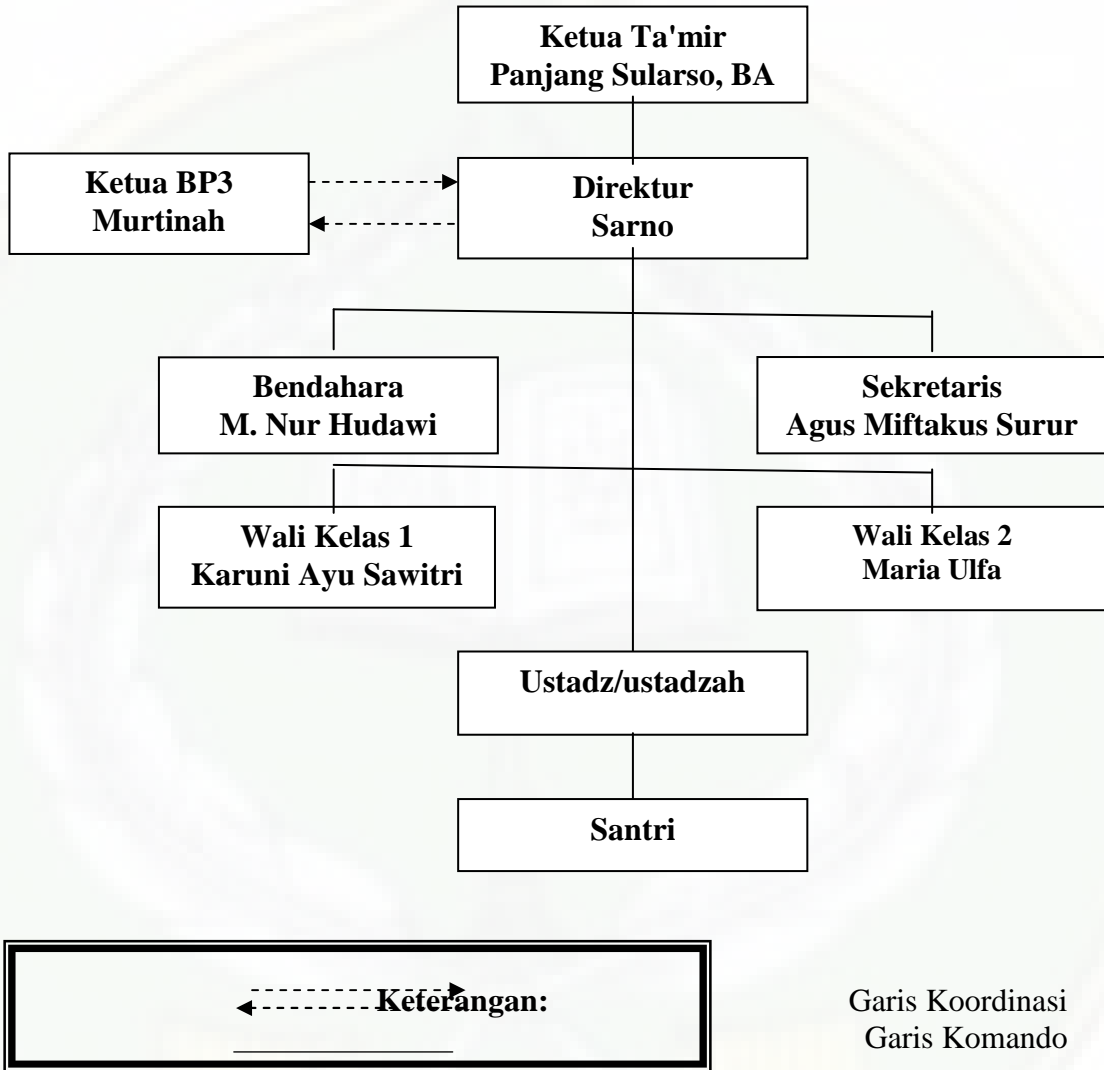 Ketua Ta'mir
Panjang Sularso, BA
Ketua BP3
Murtinah
Direktur
Sarno
Bendahara
M. Nur Hudawi
Sekretaris
Agus Miftakus Surur
Wali Kelas 1
Karuni Ayu Sawitri
Wali Kelas 2
Maria Ulfa
Ustadz/ustadzah
Santri
Keterangan:
Garis Koordinasi
Garis Komando